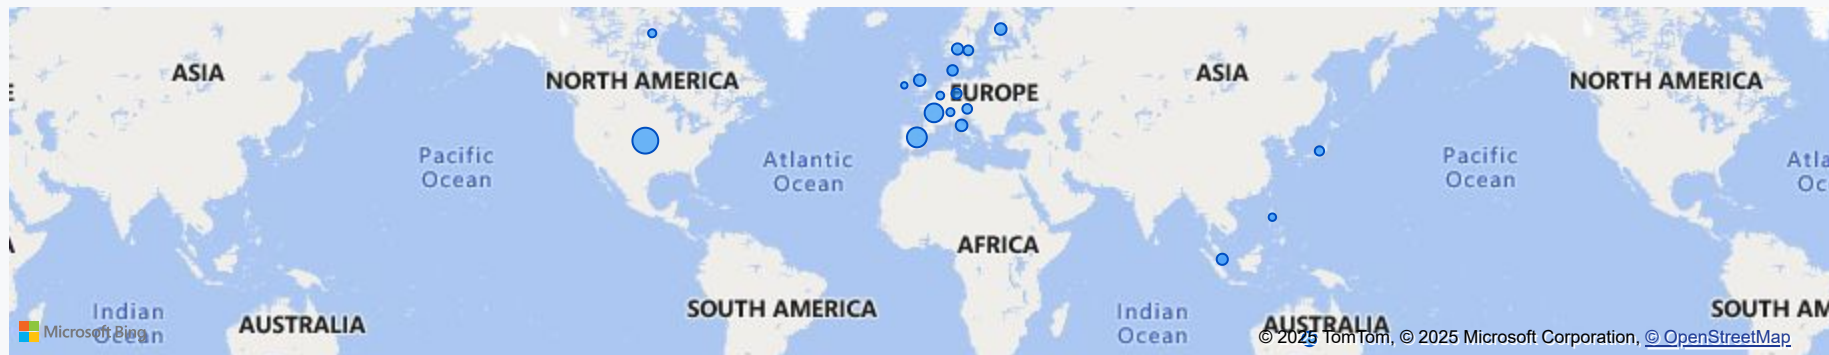 ASIA
NORTH AMERICA
EUROPE
ASIA
NORTH AMERICA
Pacific
Ocean
Atlantic
Ocean
Pacific
Ocean
Atla
Oc
AFRICA
SOUTH AMERICA
SOUTH AM
Indian
Ocean
AUSTRALIA
Indian
Ocean
AUSTRALIA
Microsoft Bing
© 2025 TomTom, © 2025 Microsoft Corporation, © OpenStreetMap